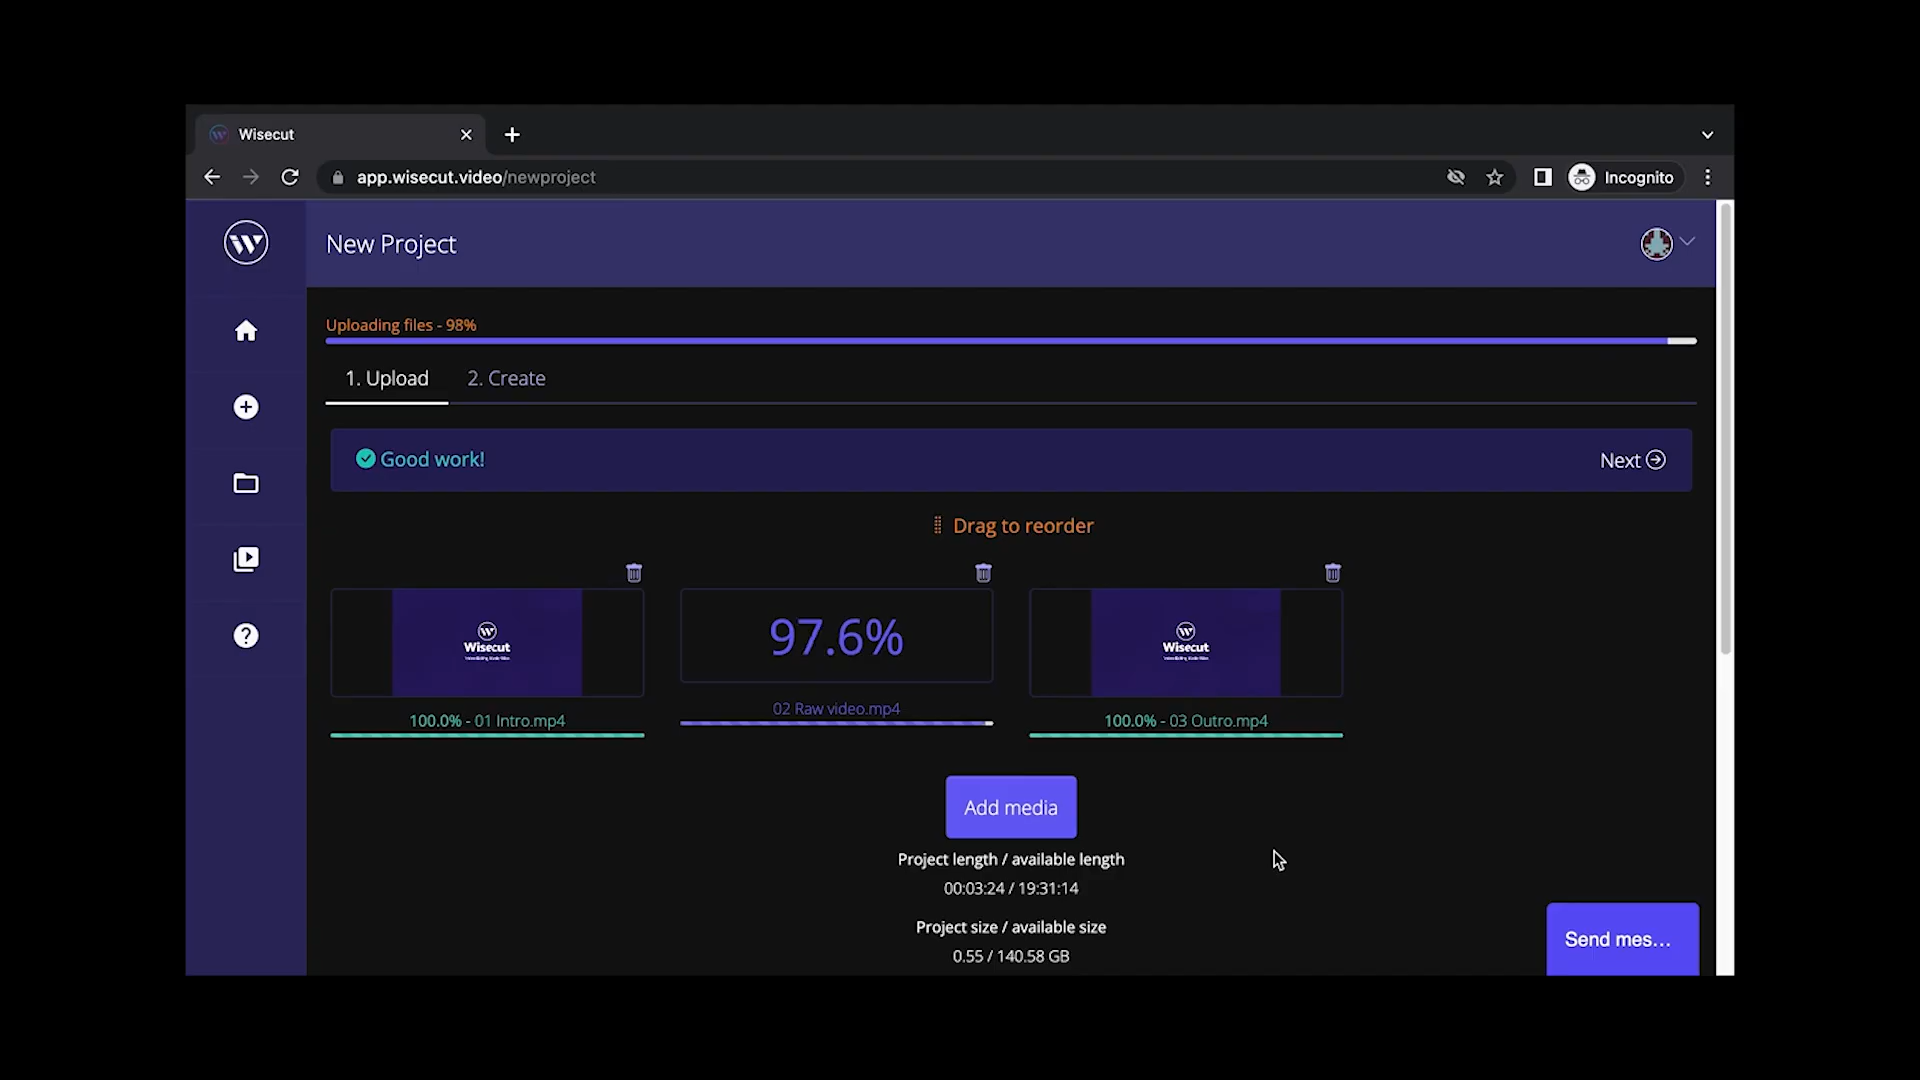 Wisecut
app.wisecut.video/newproject
Incognito
New Project
Uploading files - 98%
1. Upload
2. Create
Good work!
Next
Drag to reorder
Wisecut
97.6%
Wisecut
100.0% - 01 Intro.mp4
02 Raw video.mp4
100.0% - 03 Outro.mp4
Add media
Project length / available length
00:03:24 / 19:31:14
Project size / available size
0.55 / 140.58 GB
Send mes...